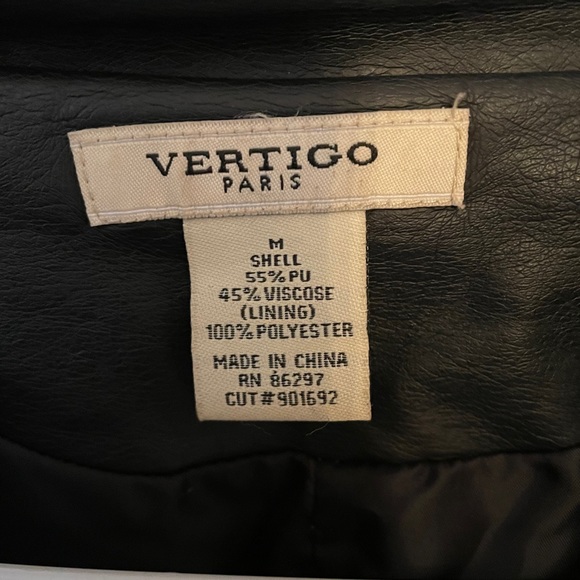 VERTIGO
PARIS
M
SHELL
55% PU
45% VISCOSE
(LINING)
100% POLYESTER
MADE IN CHINA
RN 86297
CUT#901692